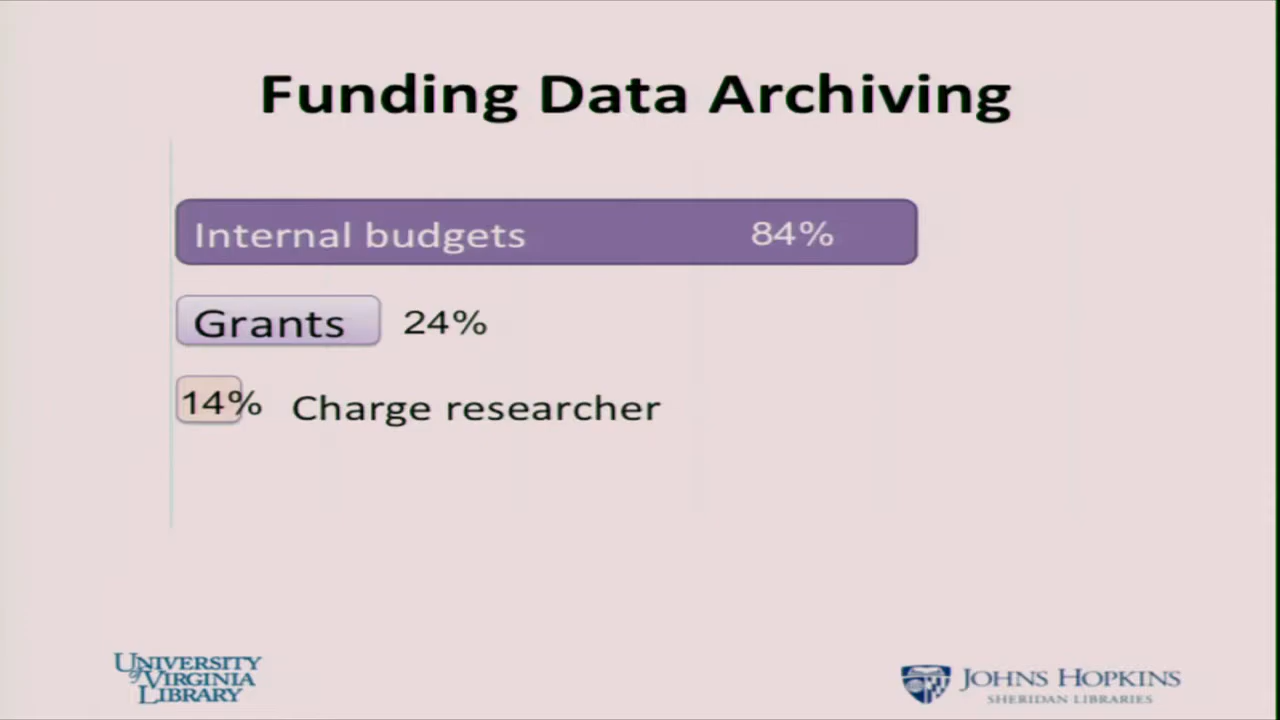 Funding Data Archiving
Internal budgets 84%
Grants 24%
14% Charge researcher
UNIVERSITY
of VIRGINIA
LIBRARY
JOHNS HOPKINS
SHERIDAN LIBRARIES